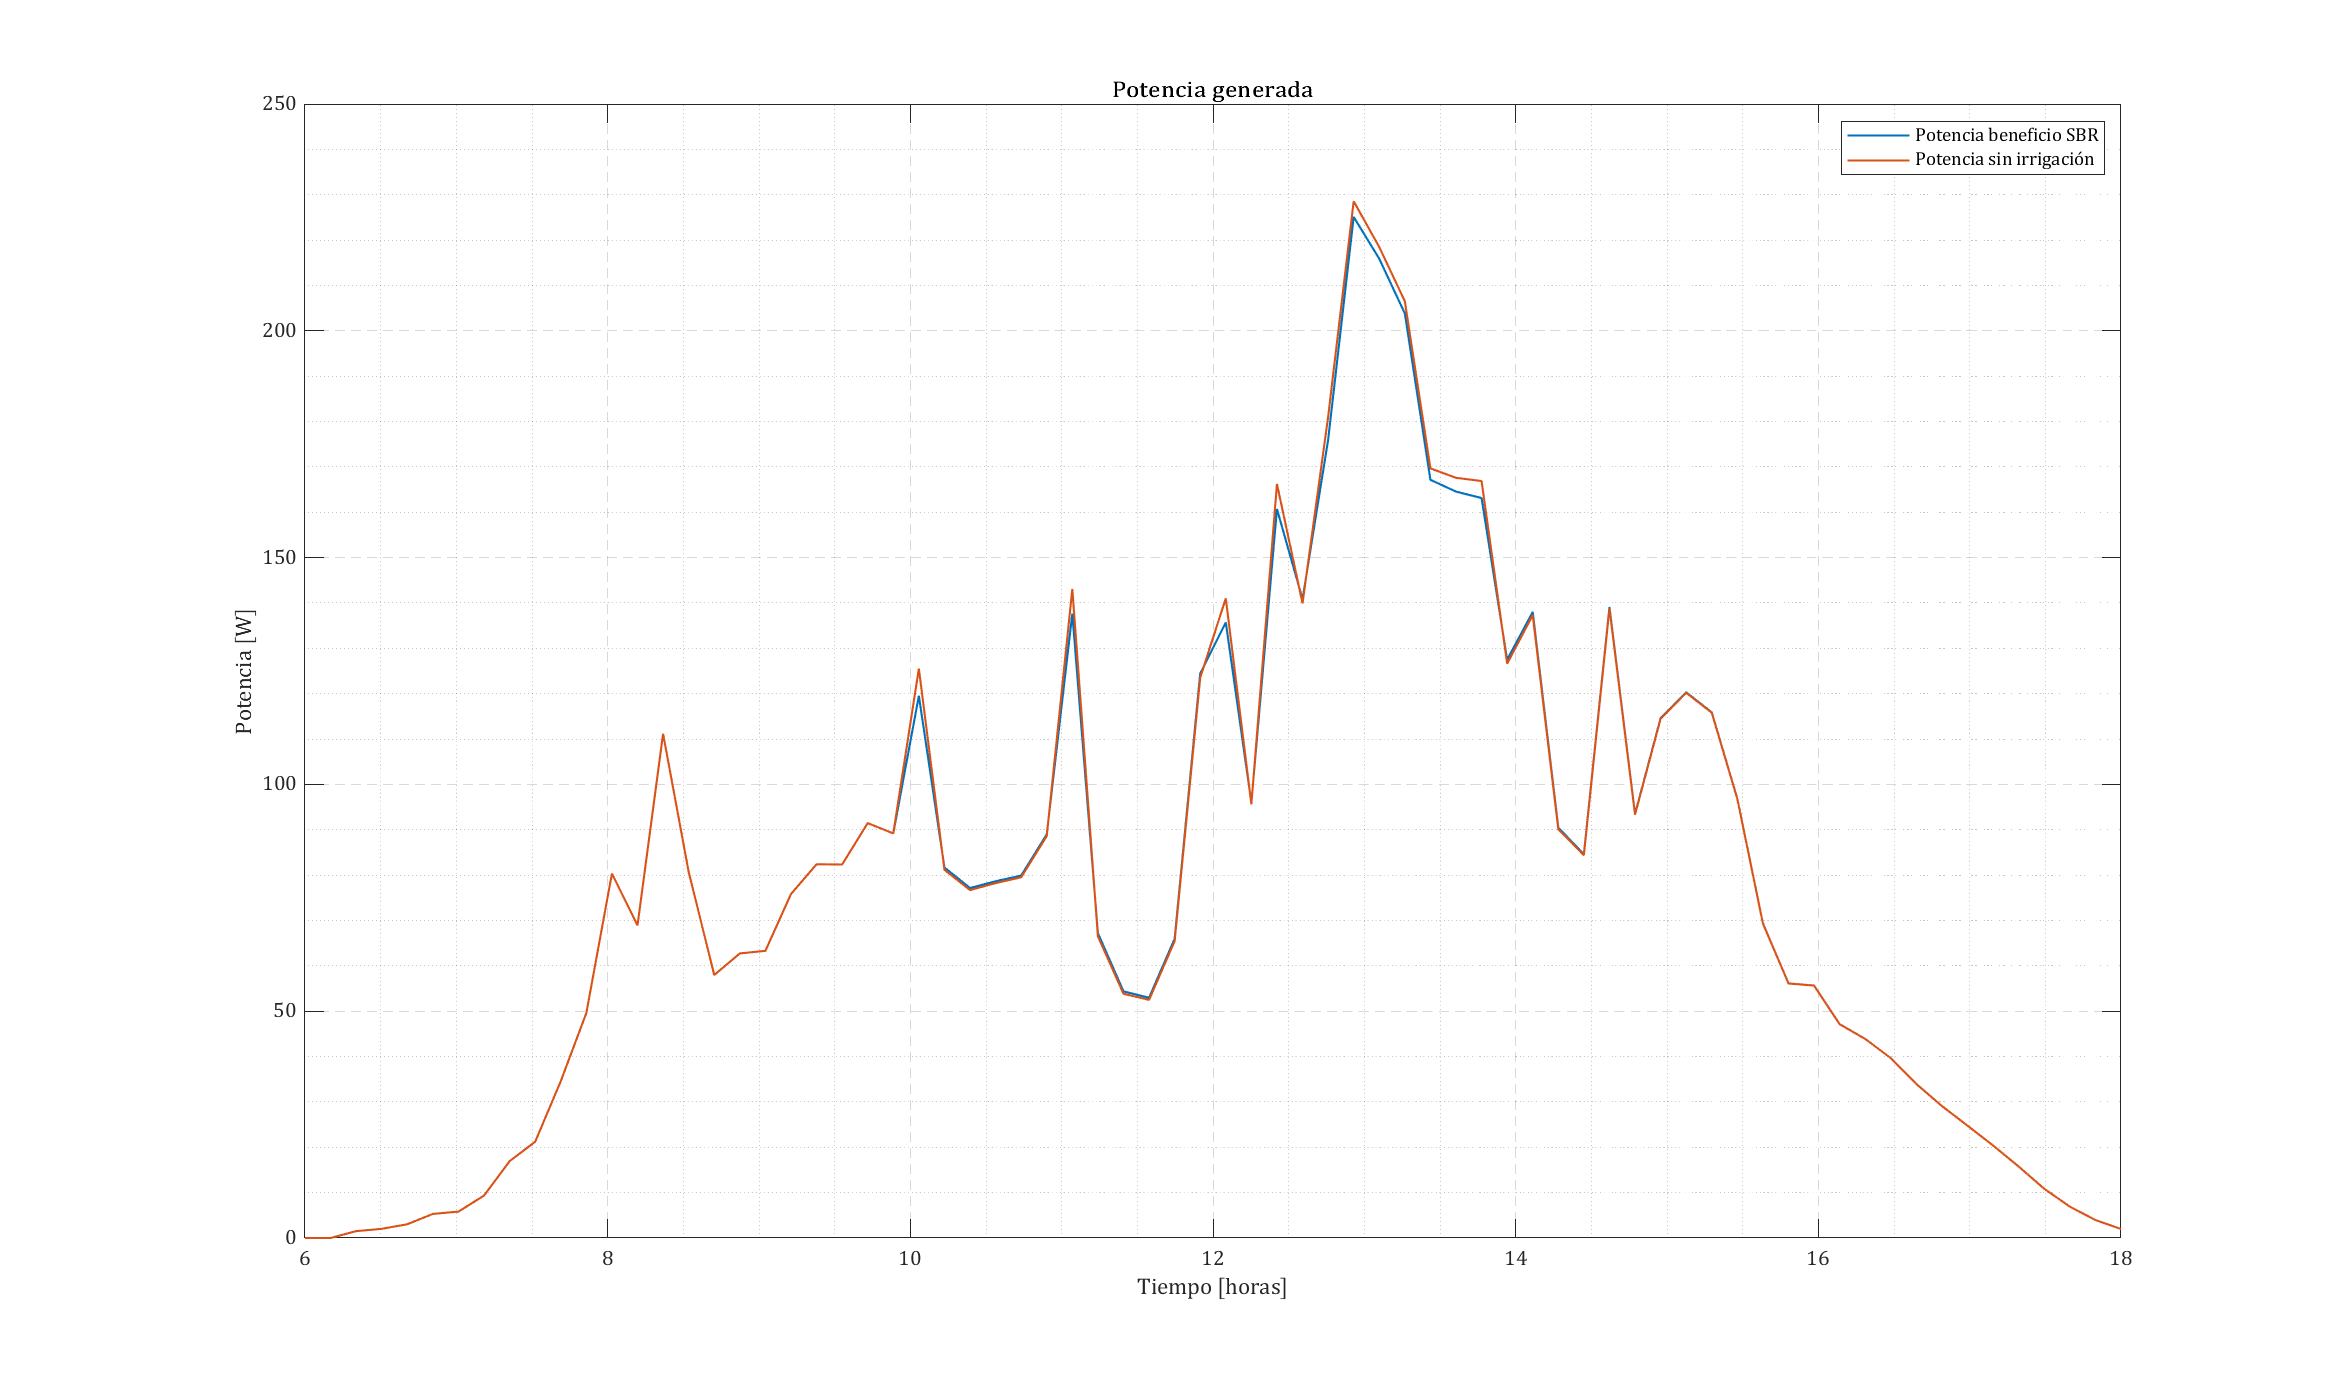 Potencia generada
250
Potencia beneficio SBR
Potencia sin irrigación
200
150
Potencia [W]
100
50
0
6 8 10 12 14 16 18
Tiempo [horas]